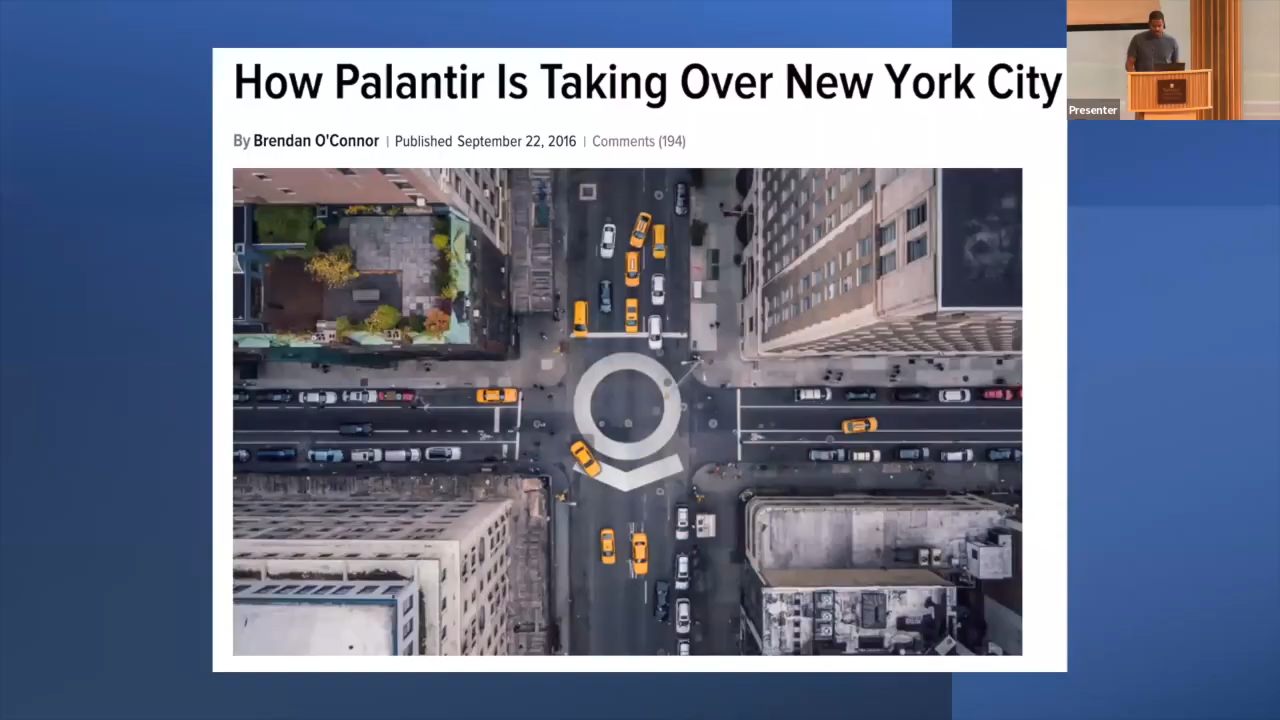 How Palantir Is Taking Over New York City
By Brendan O'Connor | Published September 22, 2016 | Comments (194)
Presenter